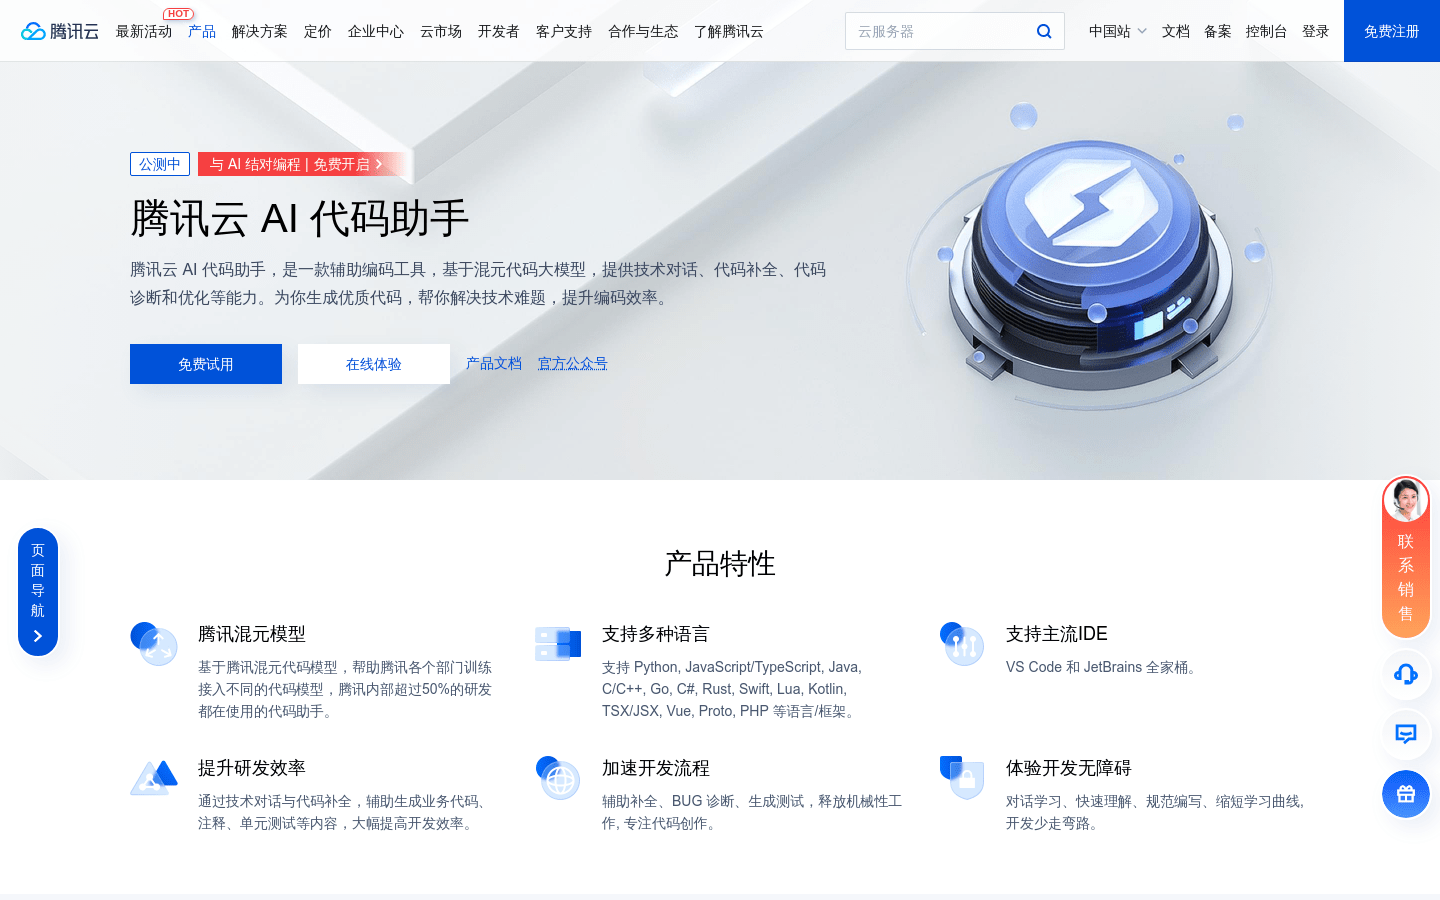 腾讯云
最新活动
HOT
产品
解决方案
定价
企业中心
云市场
开发者
客户支持
合作与生态
了解腾讯云
云服务器
中国站
文档
备案
控制台
登录
免费注册
公测中
与 AI 结对编程 | 免费开启
腾讯云 AI 代码助手
腾讯云 AI 代码助手，是一款辅助编码工具，基于混元代码大模型，提供技术对话、代码补全、代码
诊断和优化等能力。为你生成优质代码，帮你解决技术难题，提升编码效率。
免费试用
在线体验
产品文档
官方公众号
页面导航
联系销售
产品特性
腾讯混元模型
基于腾讯混元代码模型，帮助腾讯各个部门训练
接入不同的代码模型，腾讯内部超过50%的研发
都在使用的代码助手。
支持多种语言
支持 Python, JavaScript/TypeScript, Java,
C/C++, Go, C#, Rust, Swift, Lua, Kotlin,
TSX/JSX, Vue, Proto, PHP 等语言/框架。
支持主流IDE
VS Code 和 JetBrains 全家桶。
提升研发效率
通过技术对话与代码补全，辅助生成业务代码、
注释、单元测试等内容，大幅提高开发效率。
加速开发流程
辅助补全、BUG 诊断、生成测试，释放机械性工
作, 专注代码创作。
体验开发无障碍
对话学习、快速理解、规范编写、缩短学习曲线,
开发少走弯路。